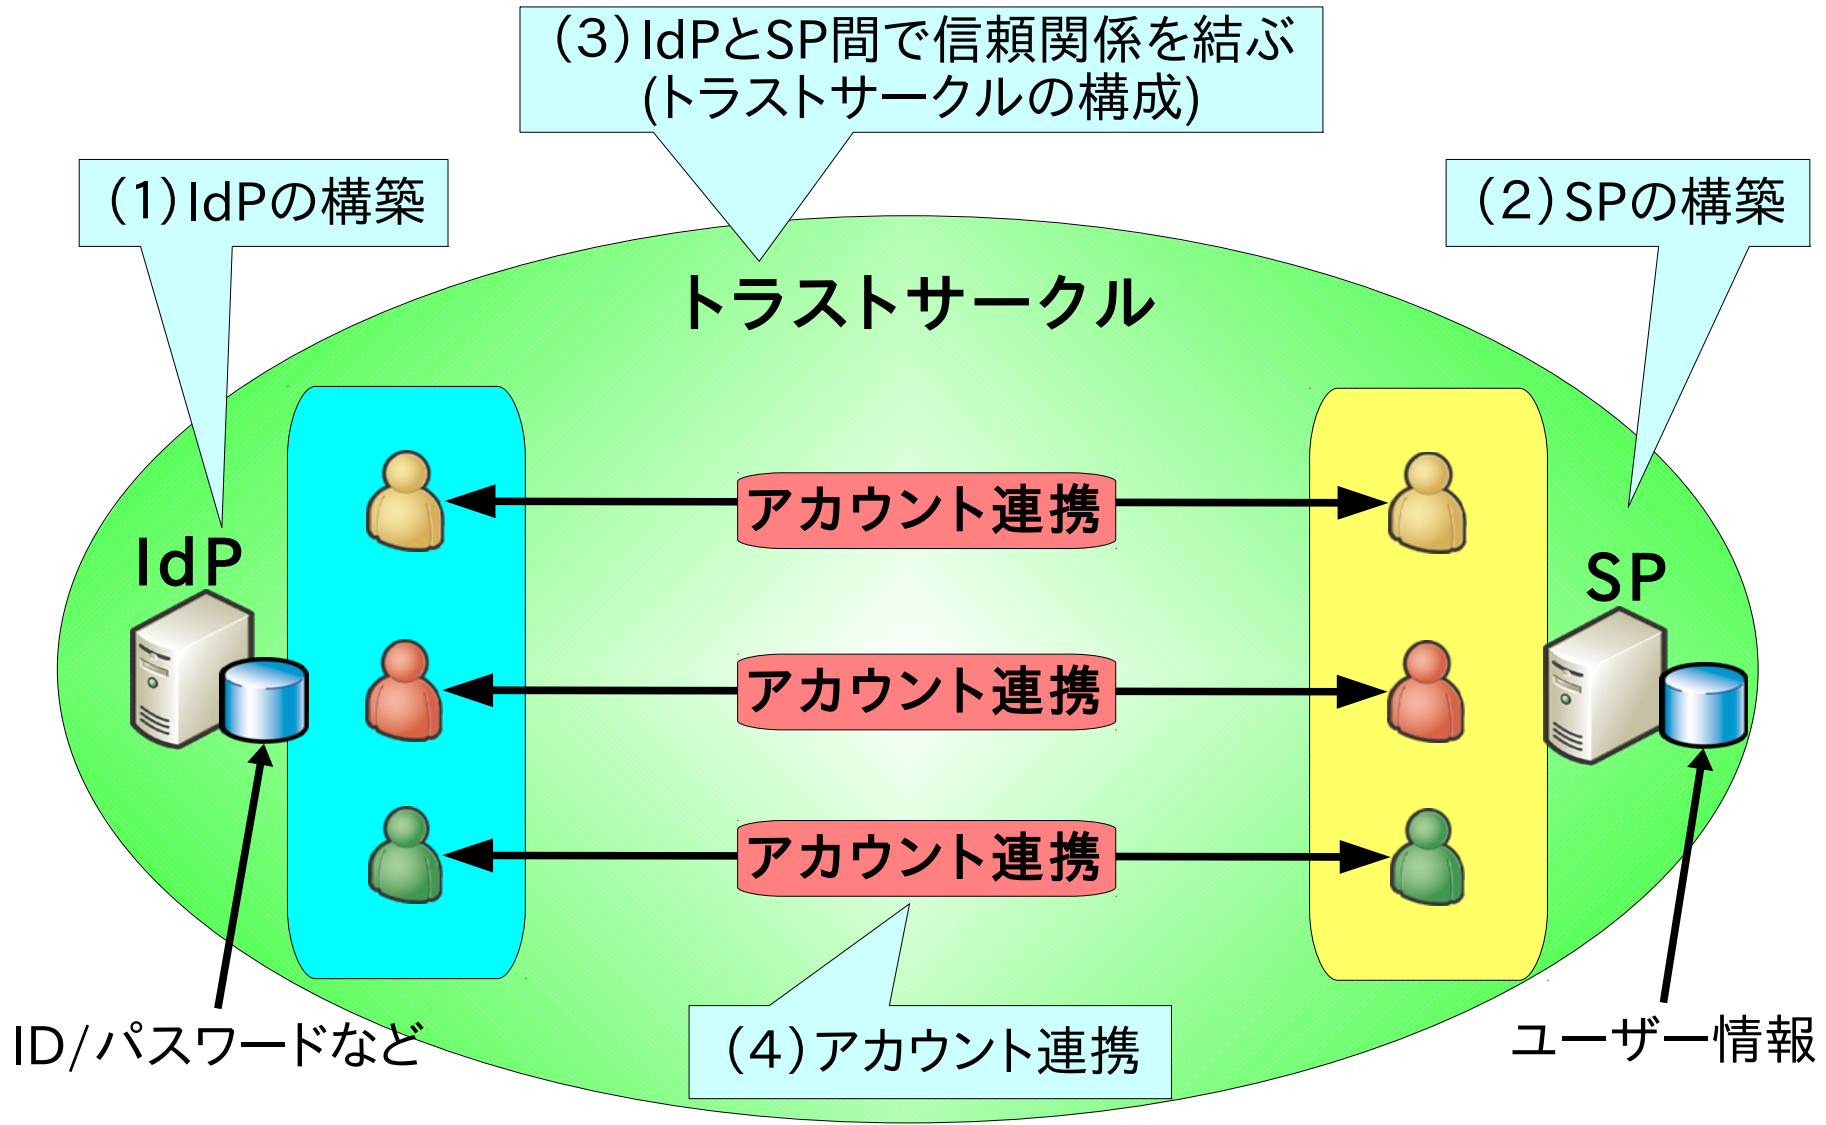 （3）IdPとSP間で信頼関係を結ぶ
(トラストサークルの構成)
（1）IdPの構築
（2）SPの構築
トラストサークル
アカウント連携
IdP
SP
アカウント連携
アカウント連携
ID/パスワードなど
（4）アカウント連携
ユーザー情報